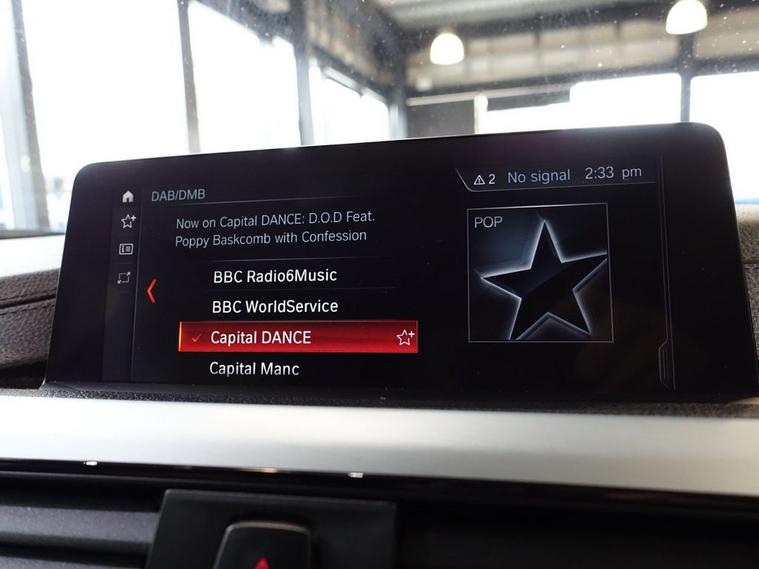 DAB/DMB
2 No signal 2:33 pm
Now on Capital DANCE: D.O.D Feat.
Poppy Baskcomb with Confession
POP
BBC Radio6Music
BBC WorldService
Capital DANCE
Capital Manc